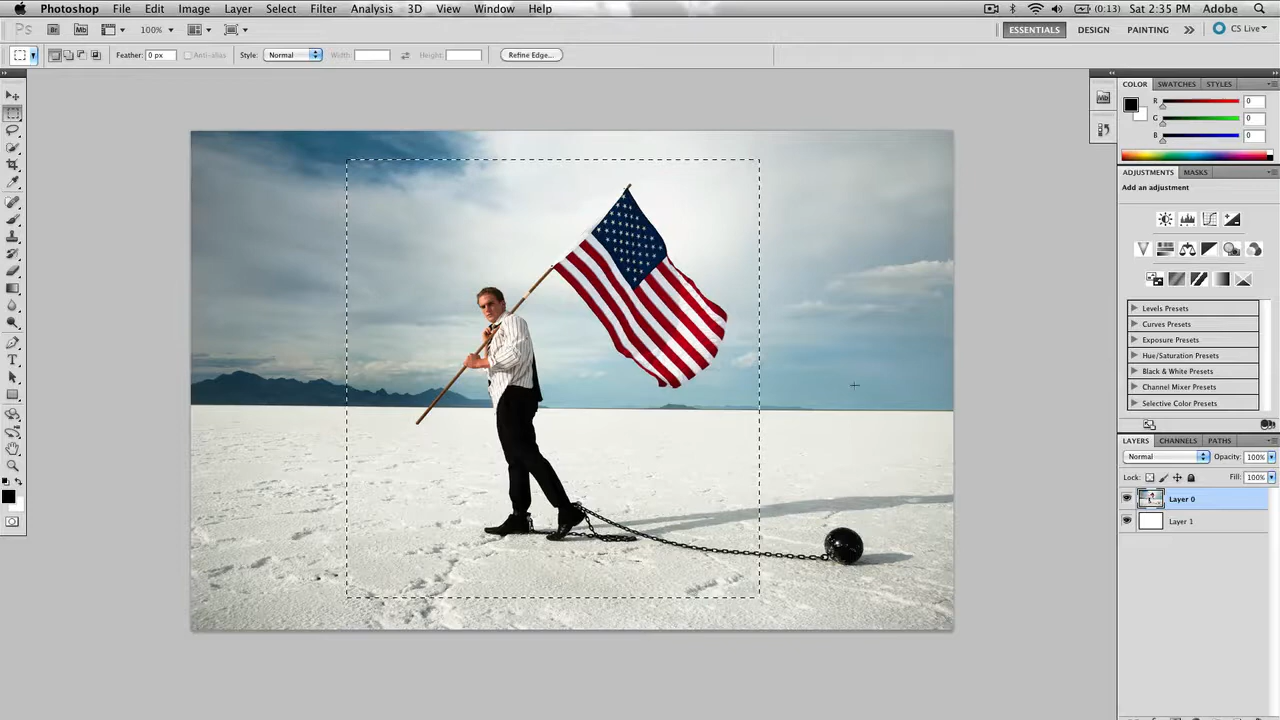 Photoshop File Edit Image Layer Select Filter Analysis 3D View Window Help (0:13) Sat 2:35 PM Adobe
Ps Br Mb 100% ESSENTIALS DESIGN PAINTING CS Live
Feather: 0 px Anti-alias Style: Normal Width: Height: Refine Edge...
COLOR SWATCHES STYLES
R 0
G 0
B 0
ADJUSTMENTS MASKS
Add an adjustment
Levels Presets
Curves Presets
Exposure Presets
Hue/Saturation Presets
Black & White Presets
Channel Mixer Presets
Selective Color Presets
LAYERS CHANNELS PATHS
Normal Opacity: 100%
Lock: Fill: 100%
Layer 0
Layer 1